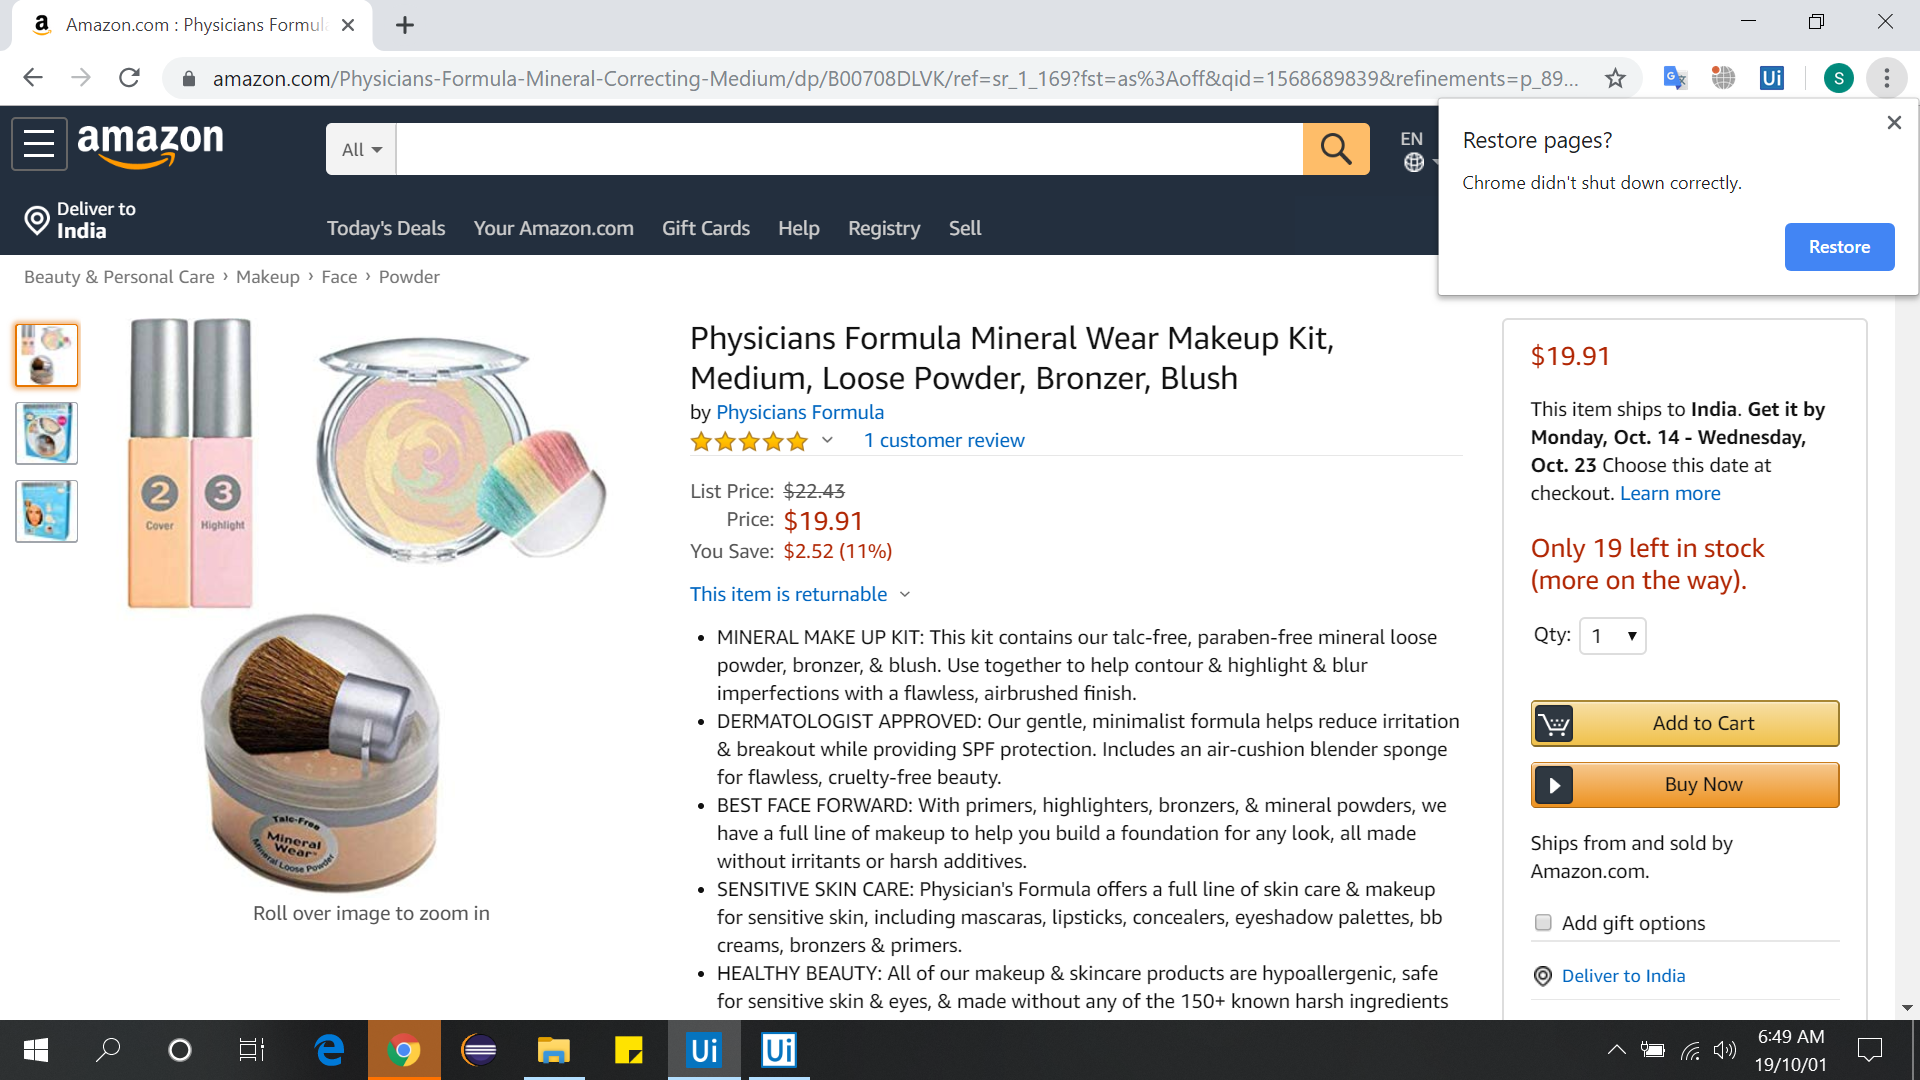 Amazon.com : Physicians Formula
amazon.com/Physicians-Formula-Mineral-Correcting-Medium/dp/B00708DLVK/ref=sr_1_169?fst=as%3Aoff&qid=1568689839&refinements=p_89...
S
Ui
Restore pages?
Chrome didn't shut down correctly.
Restore
amazon
All
EN
Deliver to
India
Today's Deals Your Amazon.com Gift Cards Help Registry Sell
Beauty & Personal Care › Makeup › Face › Powder
2
Cover
3
Highlight
Talc-Free
Mineral
Wear
Mineral Loose Powder
Roll over image to zoom in
Physicians Formula Mineral Wear Makeup Kit,
Medium, Loose Powder, Bronzer, Blush
by Physicians Formula
1 customer review
List Price: $22.43
Price: $19.91
You Save: $2.52 (11%)
This item is returnable
• MINERAL MAKE UP KIT: This kit contains our talc-free, paraben-free mineral loose
powder, bronzer, & blush. Use together to help contour & highlight & blur
imperfections with a flawless, airbrushed finish.
• DERMATOLOGIST APPROVED: Our gentle, minimalist formula helps reduce irritation
& breakout while providing SPF protection. Includes an air-cushion blender sponge
for flawless, cruelty-free beauty.
• BEST FACE FORWARD: With primers, highlighters, bronzers, & mineral powders, we
have a full line of makeup to help you build a foundation for any look, all made
without irritants or harsh additives.
• SENSITIVE SKIN CARE: Physician's Formula offers a full line of skin care & makeup
for sensitive skin, including mascaras, lipsticks, concealers, eyeshadow palettes, bb
creams, bronzers & primers.
• HEALTHY BEAUTY: All of our makeup & skincare products are hypoallergenic, safe
for sensitive skin & eyes, & made without any of the 150+ known harsh ingredients
$19.91
This item ships to India. Get it by
Monday, Oct. 14 - Wednesday,
Oct. 23 Choose this date at
checkout. Learn more
Only 19 left in stock
(more on the way).
Qty: 1
Add to Cart
Buy Now
Ships from and sold by
Amazon.com.
Add gift options
Deliver to India
Ui
Ui
6:49 AM
19/10/01